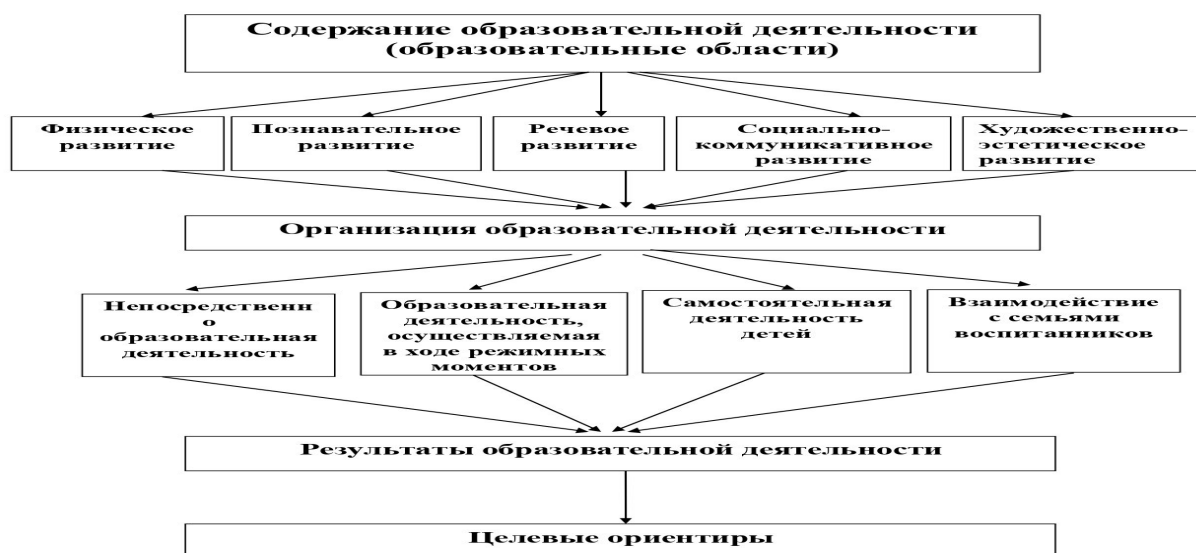 Содержание образовательной деятельности
(образовательные области)
Физическое
развитие
Познавательное
развитие
Речевое
развитие
Социально-
коммуникативное
развитие
Художественно-
эстетическое
развитие
Организация образовательной деятельности
Непосредственн
о
образовательная
деятельность
Образовательная
деятельность,
осуществляемая
в ходе режимных
моментов
Самостоятельная
деятельность
детей
Взаимодействие
с семьями
воспитанников
Результаты образовательной деятельности
Целевые ориентиры